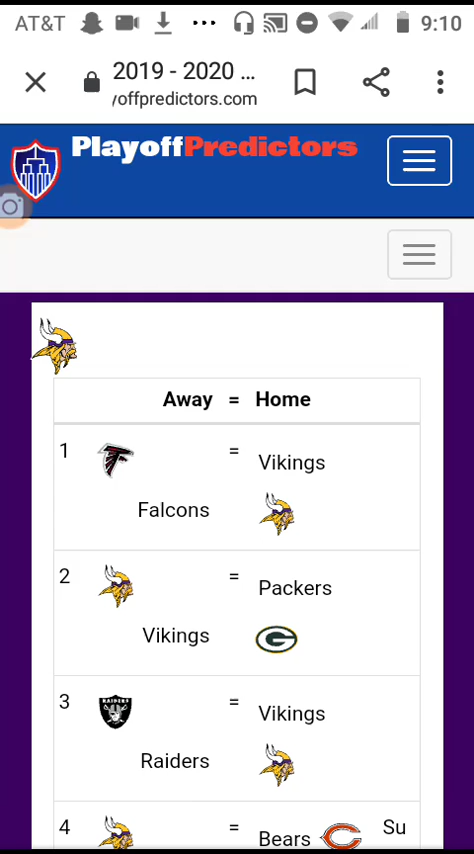 AT&T 9:10
2019 - 2020 ...
yoffpredictors.com
PlayoffPredictors
Away = Home
1 = Vikings
Falcons
2 = Packers
Vikings
3 = Vikings
Raiders
4 = Bears Su